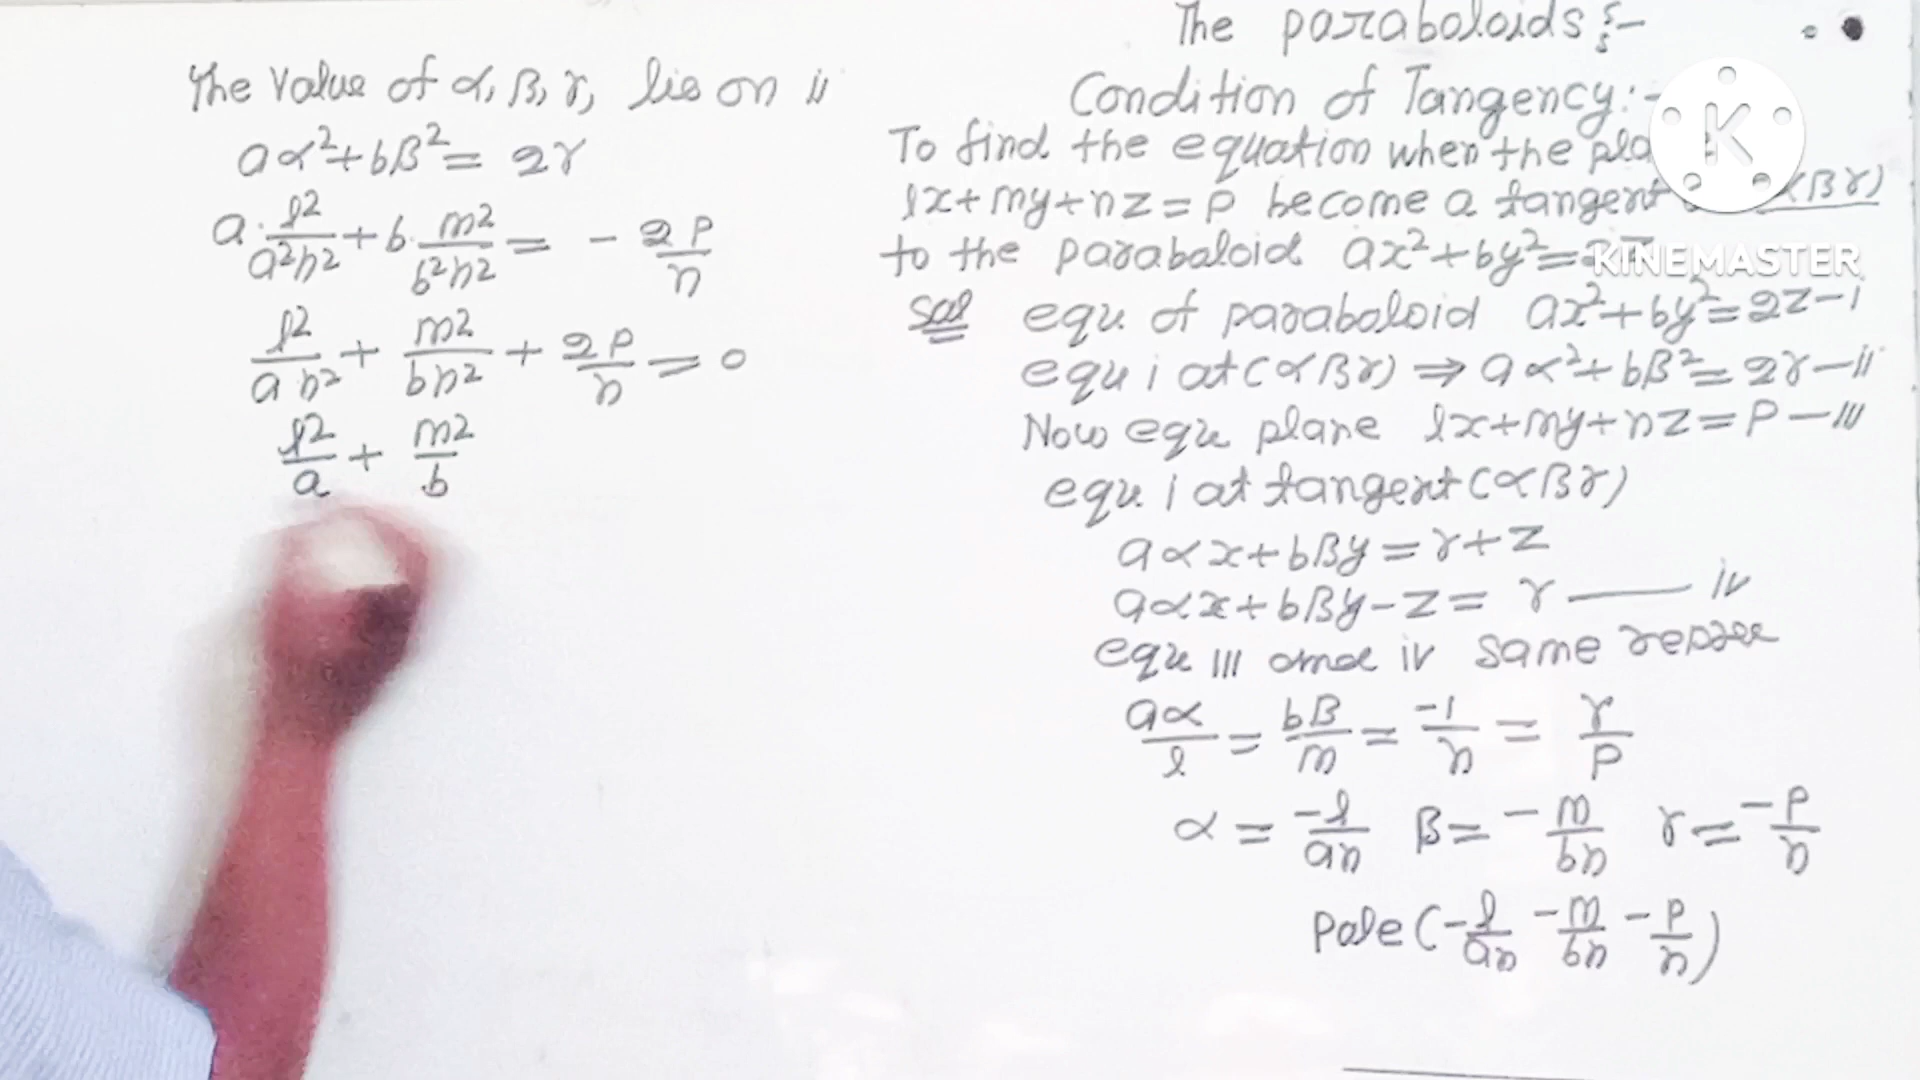 The value of α, β, γ, lie on ii
aα²+bβ² = 2γ
a·l²/a²n² + b·m²/b²n² = -2p/n
l²/an² + m²/bn² + 2p/n = 0
l²/a + m²/b
The paraboloids :-
Condition of Tangency:-
To find the equation when the pla
lx+my+nz=p become a tangent (αβγ)
to the paraboloid ax²+by²=2z
KINEMASTER
Sol equ. of paraboloid ax²+by²=2z-i
equ i at (αβγ) ⇒ aα²+bβ²=2γ-ii
Now equ plane lx+my+nz=p-iii
equ i at tangent (αβγ)
aαx+bβy=γ+z
aαx+bβy-z=γ — iv
equ iii and iv same
aα/l = bβ/m = -1/n = γ/p
α = -l/an β = -m/bn γ = -p/n
Pole (-l/an -m/bn -p/n)